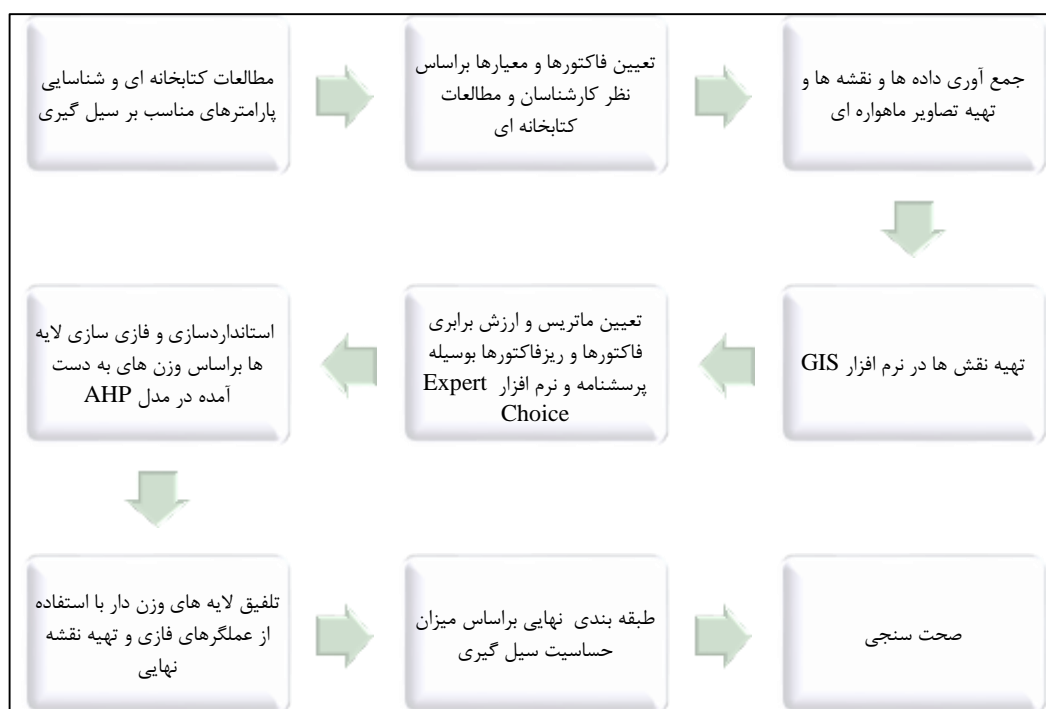 مطالعات کتابخانه ای و شناسایی
پارامترهای مناسب بر سیل گیری
تعیین فاکتورها و معیارها براساس
نظر کارشناسان و مطالعات
کتابخانه ای
جمع آوری داده ها و نقشه ها و
تهیه تصاویر ماهواره ای
تهیه نقش ها در نرم افزار GIS
تعیین ماتریس و ارزش برابری
فاکتورها و ریزفاکتورها بوسیله
پرسشنامه و نرم افزار Expert
Choice
استانداردسازی و فازی سازی لایه
ها براساس وزن های به دست
آمده در مدل AHP
تلفیق لایه های وزن دار با استفاده
از عملگرهای فازی و تهیه نقشه
نهایی
طبقه بندی نهایی براساس میزان
حساسیت سیل گیری
صحت سنجی